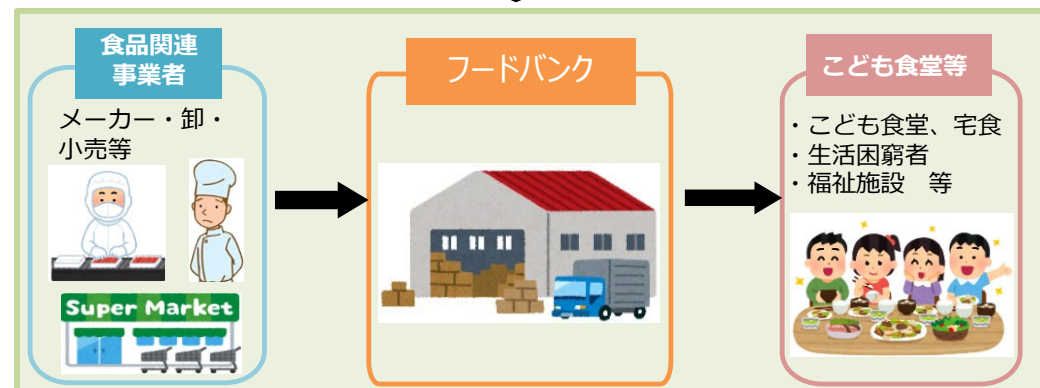 食品関連
事業者
メーカー・卸・
小売等
Super Market
フードバンク
こども食堂等
・こども食堂、宅食
・生活困窮者
・福祉施設　等